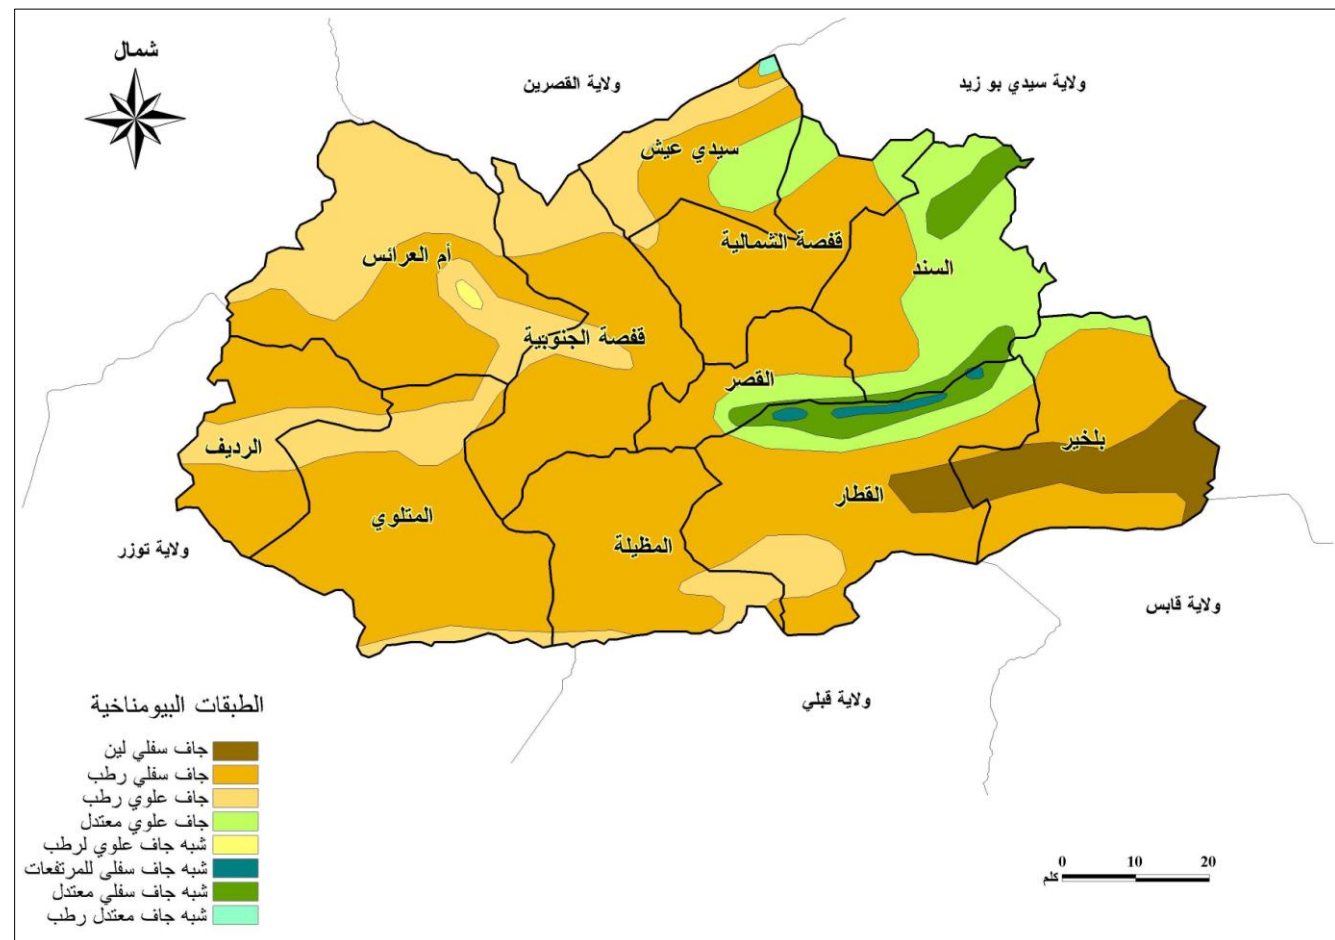 شمال
ولاية القصرين
ولاية سيدي بو زيد
سيدي عيش
قفصة الشمالية
أم العرائس
السند
قفصة الجنوبية
القصر
الرديف
بلخير
القطار
المتلوي
المظيلة
ولاية توزر
ولاية قابس
ولاية قبلي
الطبقات البيومناخية
جاف سفلي لين
جاف سفلي رطب
جاف علوي رطب
جاف علوي معتدل
شبه جاف علوي لرطب
شبه جاف سفلي للمرتفعات
شبه جاف سفلي معتدل
شبه جاف معتدل رطب
0 10 20
كلم